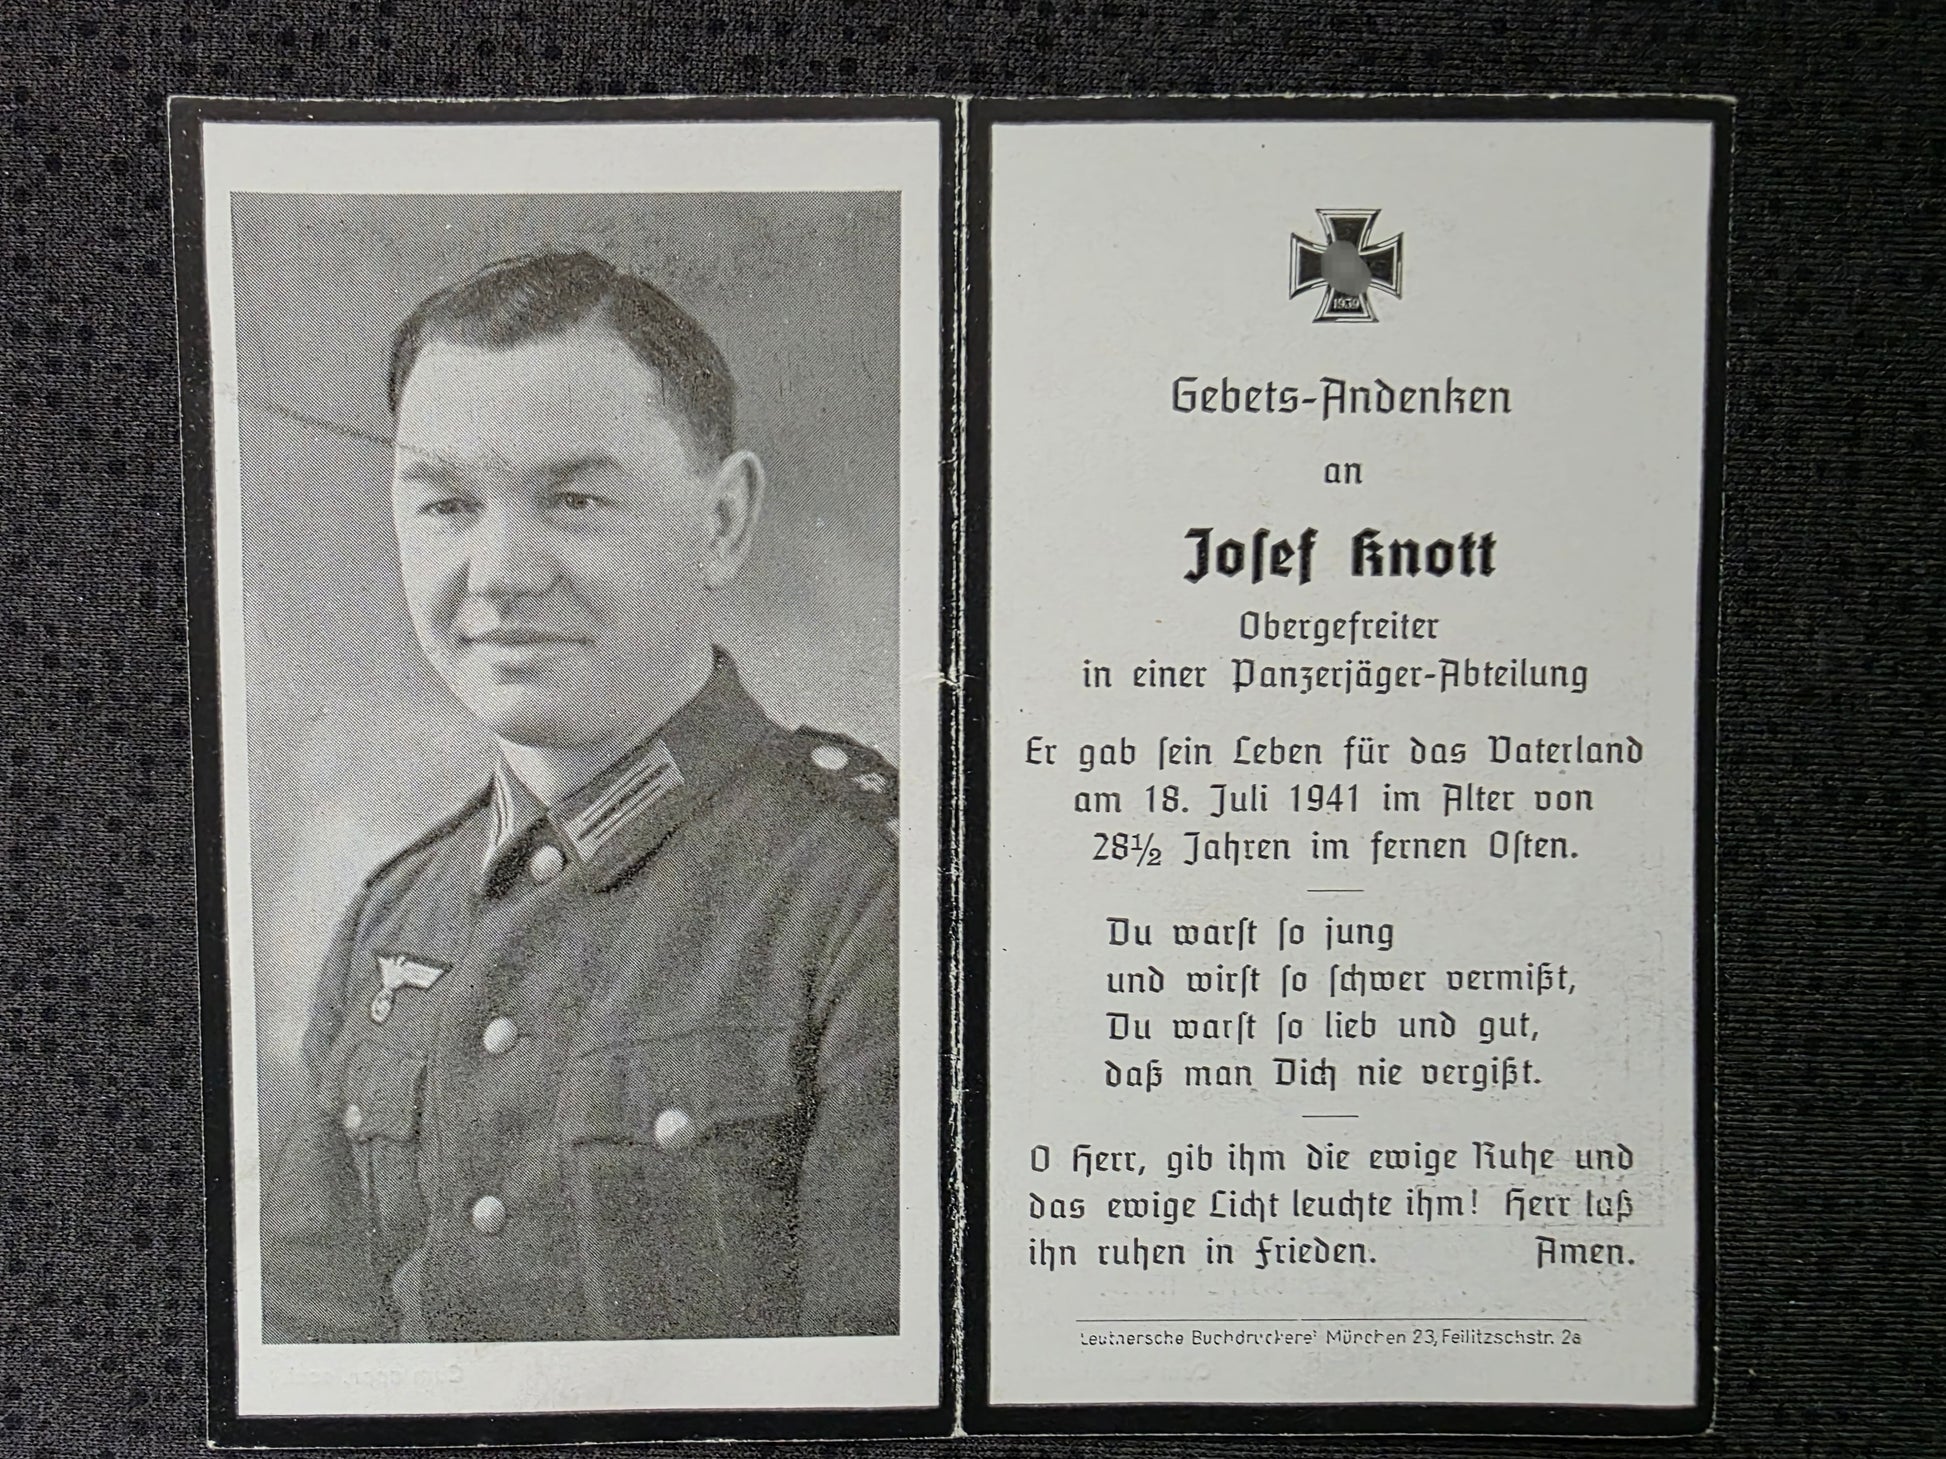 1939
Gebets-Andenken
an
Josef Knott
Obergefreiter
in einer Panzerjäger-Abteilung
Er gab sein Leben für das Vaterland
am 18. Juli 1941 im Alter von
28½ Jahren im fernen Osten.
Du warst so jung
und wirst so schwer vermißt,
Du warst so lieb und gut,
daß man Dich nie vergißt.
O Herr, gib ihm die ewige Ruhe und
das ewige Licht leuchte ihm! Herr laß
ihn ruhen in Frieden. Amen.
Leutnersche Buchdruckerei München 23, Feilitzschstr. 2a